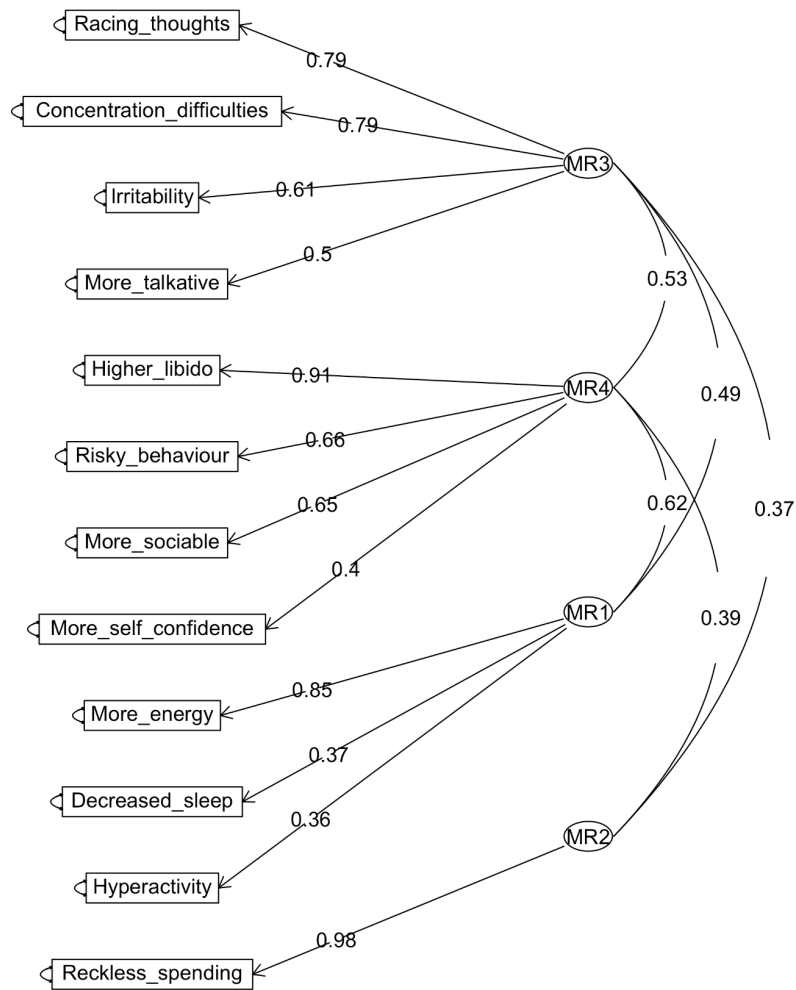 Racing_thoughts
0.79
Concentration_difficulties
0.79
MR3
Irritability
0.61
More_talkative
0.5
0.53
Higher_libido
0.91
MR4
0.49
Risky_behaviour
0.66
More_sociable
0.65
0.62
0.37
More_self_confidence
0.4
MR1
0.39
More_energy
0.85
Decreased_sleep
0.37
Hyperactivity
0.36
MR2
Reckless_spending
0.98